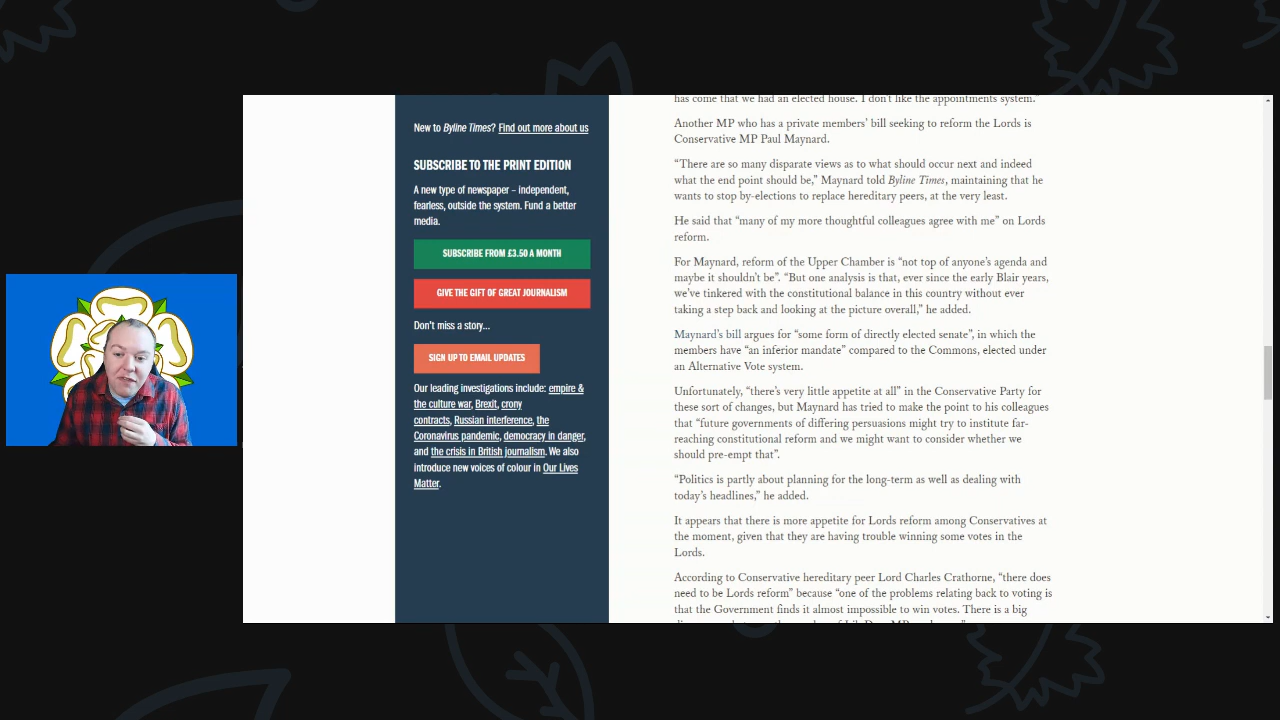 New to Byline Times? Find out more about us
SUBSCRIBE TO THE PRINT EDITION
A new type of newspaper – independent,
fearless, outside the system. Fund a better
media.
SUBSCRIBE FROM £3.50 A MONTH
GIVE THE GIFT OF GREAT JOURNALISM
Don't miss a story...
SIGN UP TO EMAIL UPDATES
Our leading investigations include: empire &
the culture war, Brexit, crony
contracts, Russian interference, the
Coronavirus pandemic, democracy in danger,
and the crisis in British journalism. We also
introduce new voices of colour in Our Lives
Matter.
has come that we had an elected house. I don't like the appointments system."
Another MP who has a private members' bill seeking to reform the Lords is
Conservative MP Paul Maynard.
“There are so many disparate views as to what should occur next and indeed
what the end point should be,” Maynard told Byline Times, maintaining that he
wants to stop by-elections to replace hereditary peers, at the very least.
He said that “many of my more thoughtful colleagues agree with me” on Lords
reform.
For Maynard, reform of the Upper Chamber is “not top of anyone’s agenda and
maybe it shouldn’t be”. “But one analysis is that, ever since the early Blair years,
we’ve tinkered with the constitutional balance in this country without ever
taking a step back and looking at the picture overall,” he added.
Maynard’s bill argues for “some form of directly elected senate”, in which the
members have “an inferior mandate” compared to the Commons, elected under
an Alternative Vote system.
Unfortunately, “there’s very little appetite at all” in the Conservative Party for
these sort of changes, but Maynard has tried to make the point to his colleagues
that “future governments of differing persuasions might try to institute far-
reaching constitutional reform and we might want to consider whether we
should pre-empt that”.
“Politics is partly about planning for the long-term as well as dealing with
today’s headlines,” he added.
It appears that there is more appetite for Lords reform among Conservatives at
the moment, given that they are having trouble winning some votes in the
Lords.
According to Conservative hereditary peer Lord Charles Crathorne, “there does
need to be Lords reform” because “one of the problems relating back to voting is
that the Government finds it almost impossible to win votes. There is a big